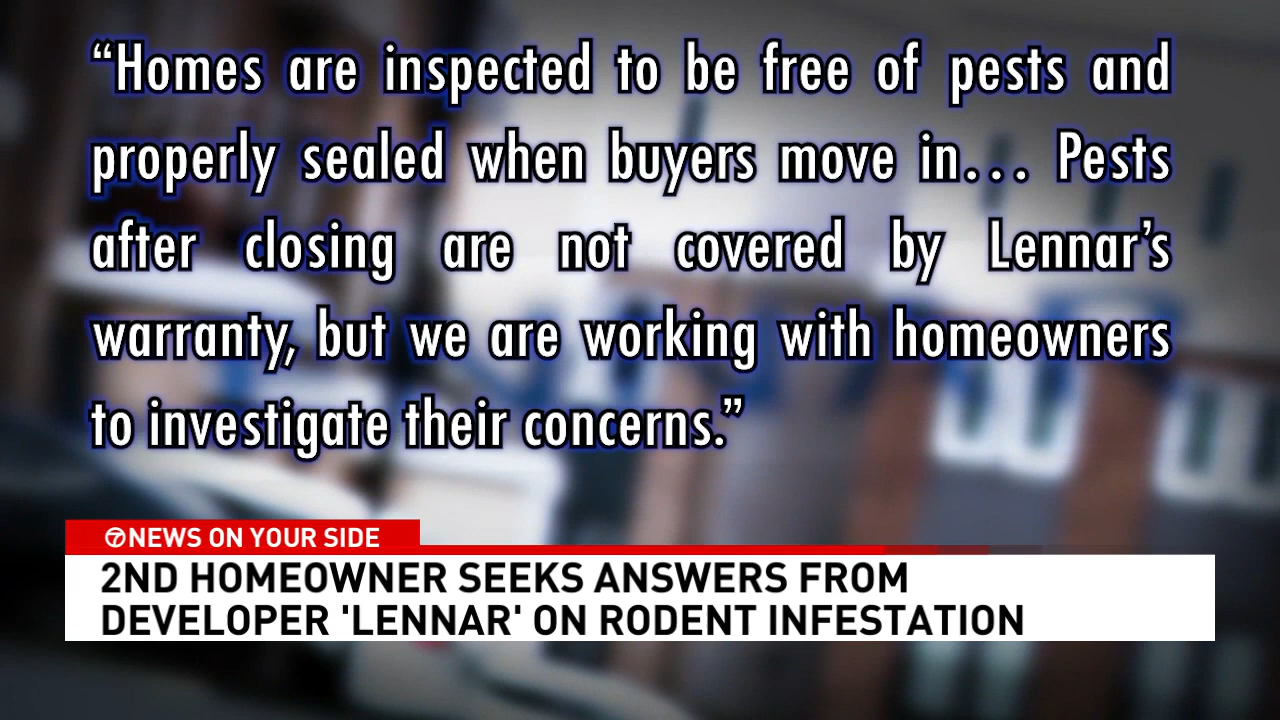 “Homes are inspected to be free of pests and
properly sealed when buyers move in... Pests
after closing are not covered by Lennar’s
warranty, but we are working with homeowners
to investigate their concerns.”
7 NEWS ON YOUR SIDE
2ND HOMEOWNER SEEKS ANSWERS FROM
DEVELOPER 'LENNAR' ON RODENT INFESTATION